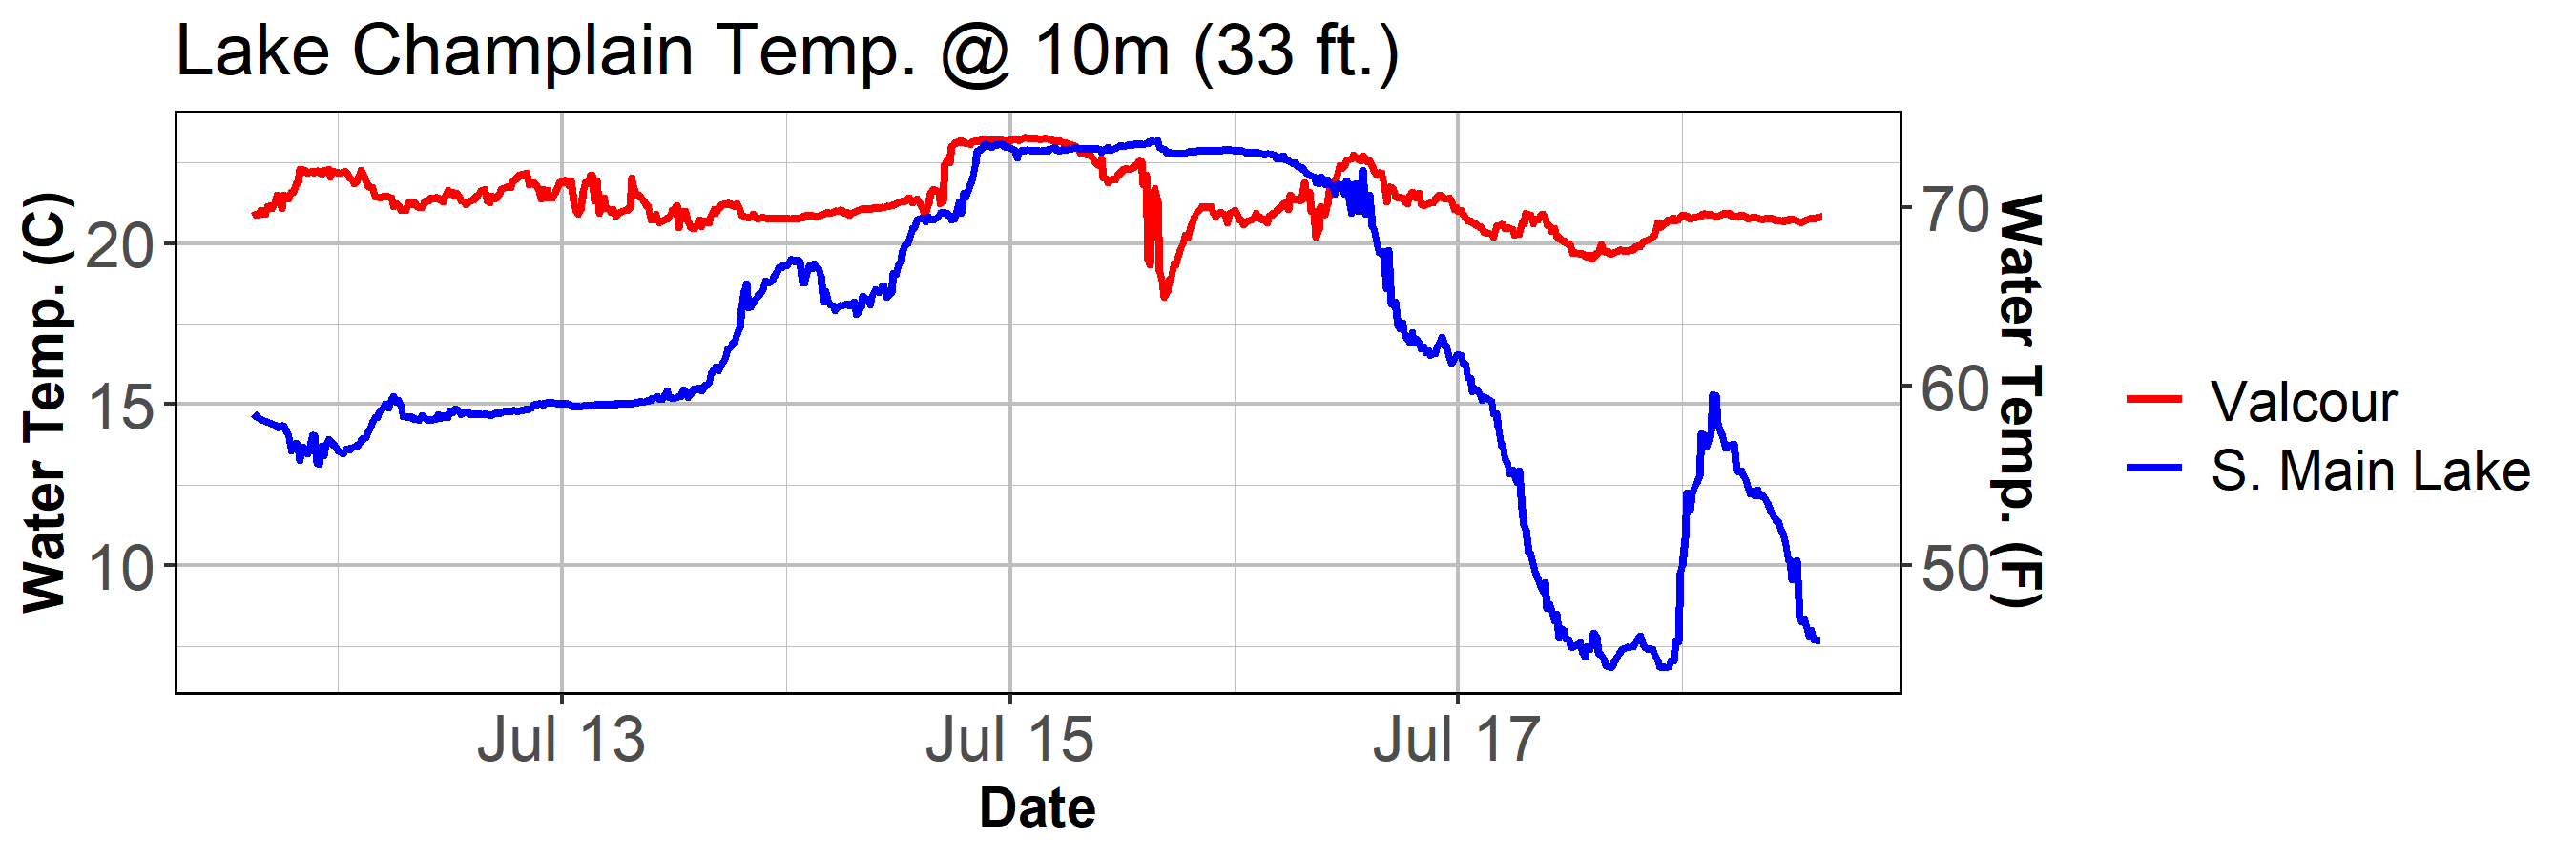 Lake Champlain Temp. @ 10m (33 ft.)
Water Temp. (C)
20
15
10
70
60
50
Water Temp. (F)
Jul 13
Jul 15
Jul 17
Date
Valcour
S. Main Lake